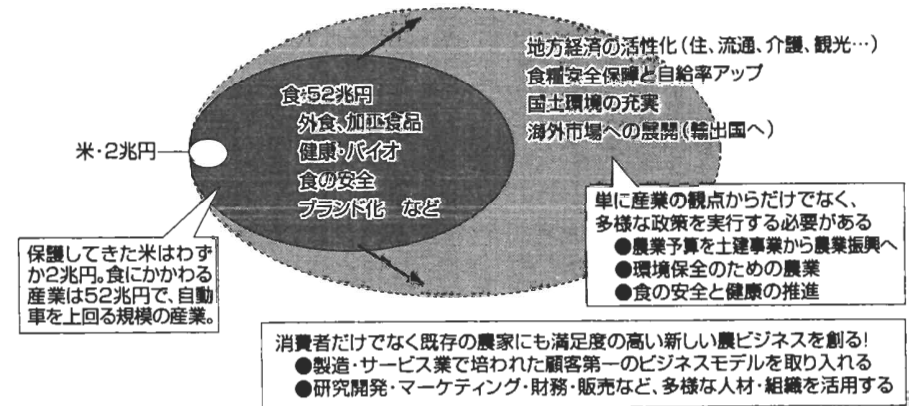 地方経済の活性化(住、流通、介護、観光…)
食糧安全保障と自給率アップ
国土環境の充実
海外市場への展開(輸出国へ)
食:52兆円
外食、加工食品
健康・バイオ
食の安全
ブランド化 など
米・2兆円
単に産業の観点からだけでなく、
多様な政策を実行する必要がある
●農業予算を土建事業から農業振興へ
●環境保全のための農業
●食の安全と健康の推進
保護してきた米はわず
か2兆円。食にかかわる
産業は52兆円で、自動
車を上回る規模の産業。
消費者だけでなく既存の農家にも満足度の高い新しい農ビジネスを創る!
●製造・サービス業で培われた顧客第一のビジネスモデルを取り入れる
●研究開発・マーケティング・財務・販売など、多様な人材・組織を活用する